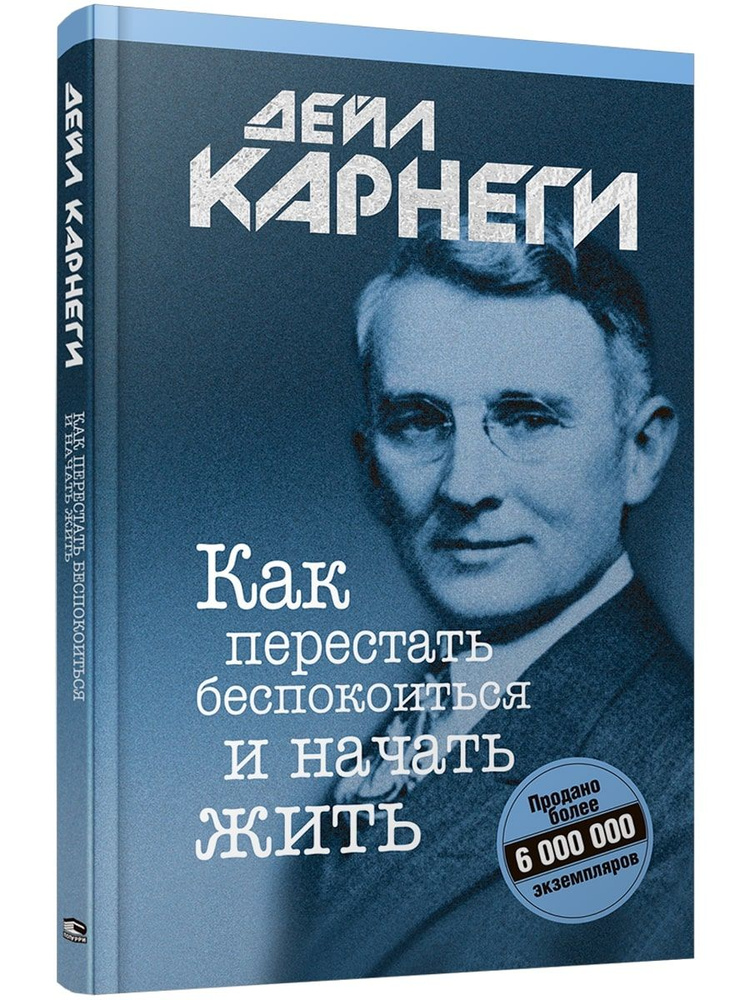 ДЕЙЛ
КАРНЕГИ
Как
перестать
беспокоиться
и начать
жить
Продано
более
6 000 000
экземпляров
ДЕЙЛ КАРНЕГИ
КАК ПЕРЕСТАТЬ БЕСПОКОИТЬСЯ
И НАЧАТЬ ЖИТЬ
ПОПУРРИ